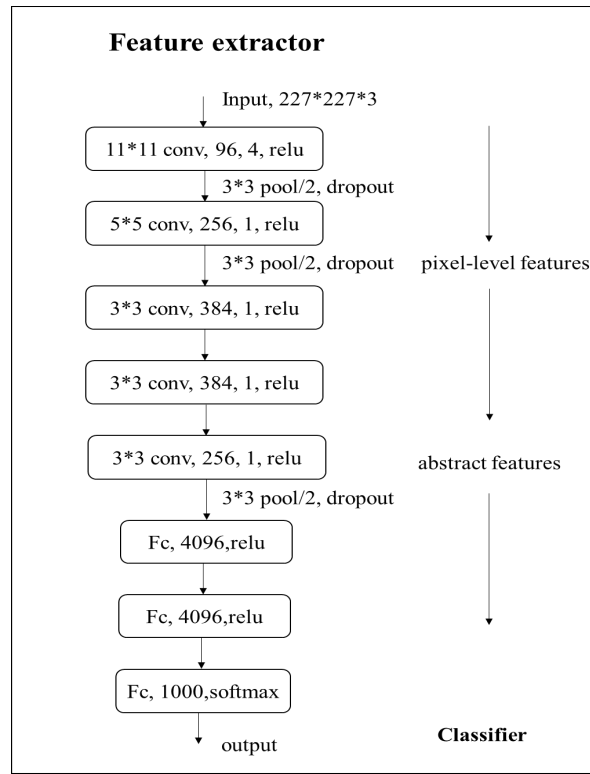 Feature extractor
Input, 227*227*3
11*11 conv, 96, 4, relu
3*3 pool/2, dropout
5*5 conv, 256, 1, relu
3*3 pool/2, dropout
pixel-level features
3*3 conv, 384, 1, relu
3*3 conv, 384, 1, relu
3*3 conv, 256, 1, relu
abstract features
3*3 pool/2, dropout
Fc, 4096,relu
Fc, 4096,relu
Fc, 1000,softmax
Classifier
output